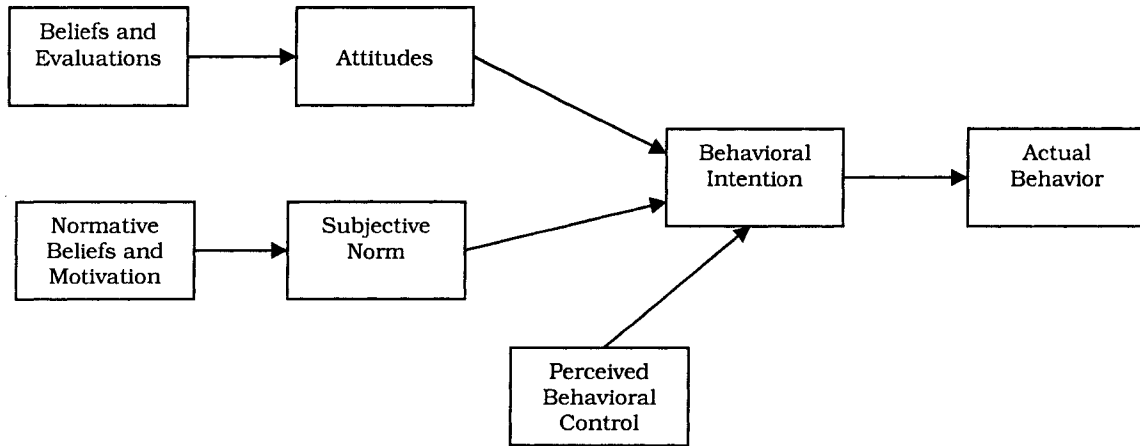 Beliefs and
Evaluations
Attitudes
Behavioral
Intention
Actual
Behavior
Normative
Beliefs and
Motivation
Subjective
Norm
Perceived
Behavioral
Control